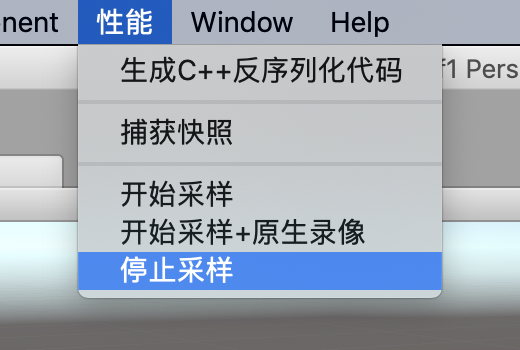 nent 性能 Window Help
生成C++反序列化代码
f1 Pers
捕获快照
开始采样
开始采样+原生录像
停止采样